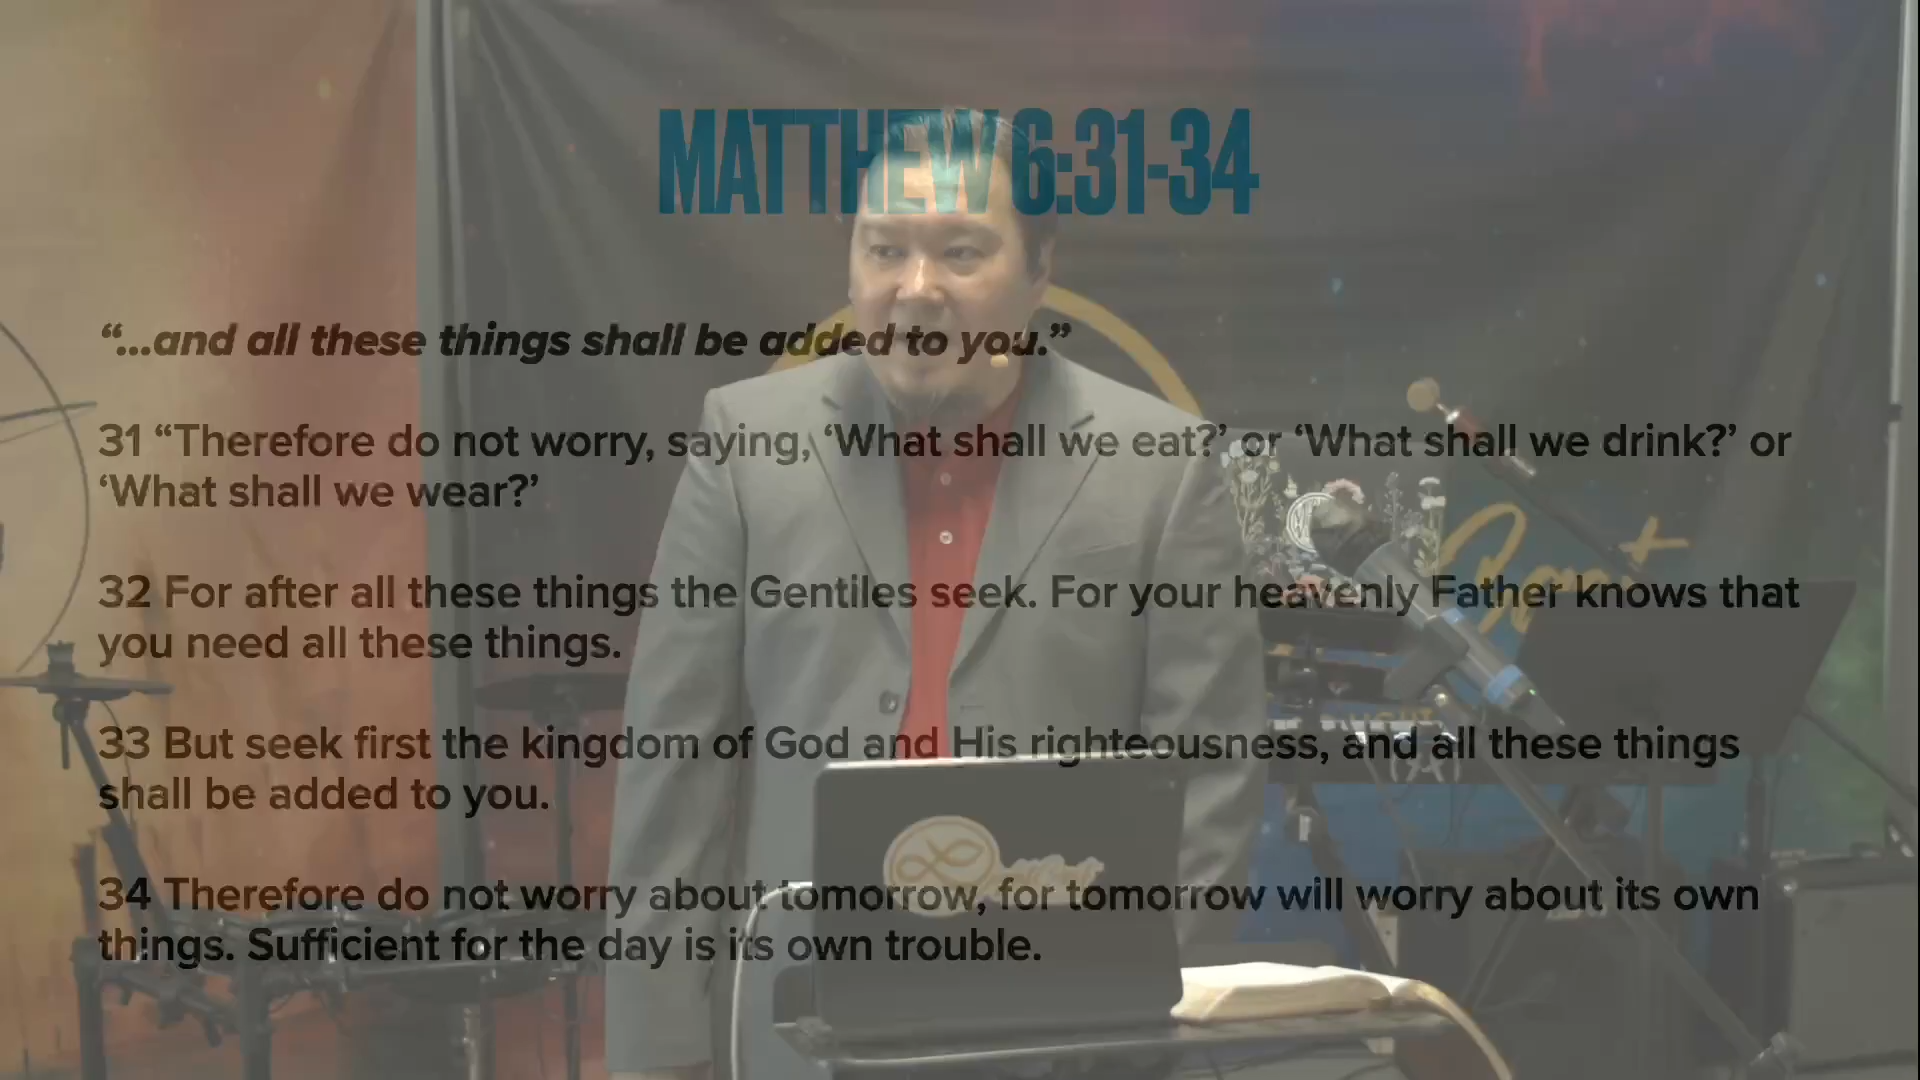 MATTHEW 6:31-34
“...and all these things shall be added to you.”
31 “Therefore do not worry, saying, ‘What shall we eat?’ or ‘What shall we drink?’ or
‘What shall we wear?’
32 For after all these things the Gentiles seek. For your heavenly Father knows that
you need all these things.
33 But seek first the kingdom of God and His righteousness, and all these things
shall be added to you.
34 Therefore do not worry about tomorrow, for tomorrow will worry about its own
things. Sufficient for the day is its own trouble.